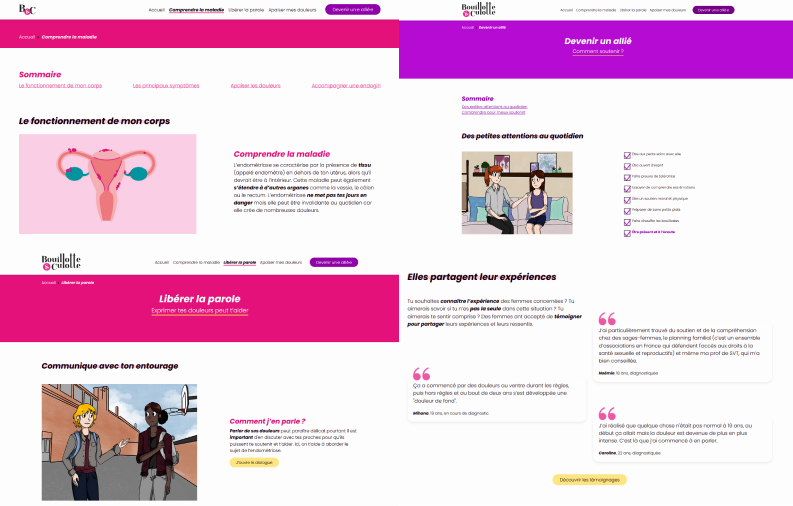 B&C
Accueil Comprendre la maladie Libérer la parole Apaiser mes douleurs Devenir un allié·e
Accueil Comprendre la maladie
Sommaire
Le fonctionnement de mon corps Les principaux symptômes Apaiser les douleurs Accompagner une endogirl
Le fonctionnement de mon corps
Comprendre la maladie
L'endométriose se caractérise par la présence de tissu
(appelé endomètre) en dehors de ton utérus, alors qu'il
devrait être à l'intérieur. Cette maladie peut également
s'étendre à d'autres organes comme la vessie, le côlon
ou le rectum. L'endométriose ne met pas tes jours en
danger mais elle peut être invalidante au quotidien car
elle crée de nombreuses douleurs.
Bouillotte
& Culotte
Accueil Comprendre la maladie Libérer la parole Apaiser mes douleurs Devenir un allié·e
Accueil Devenir un allié
Devenir un allié
Comment soutenir ?
Sommaire
Des petites attentions au quotidien
Comprendre pour mieux soutenir
Des petites attentions au quotidien
Être aux petits soins avec elle
Être ouvert d'esprit
Faire preuve de tolérance
Essayer de comprendre ses émotions
Être un soutien moral et physique
Préparer de bons petits plats
Faire chauffer les bouillottes
Être présent et à l'écoute
Bouillotte
& Culotte
Accueil Comprendre la maladie Libérer la parole Apaiser mes douleurs Devenir un allié·e
Accueil Libérer la parole
Libérer la parole
Exprimer tes douleurs peut t'aider
Communique avec ton entourage
Comment j'en parle ?
Parler de ses douleurs peut paraître délicat pourtant il est
important d'en discuter avec tes proches pour qu'ils
puissent te soutenir et t'aider. Ici, on t'aide à aborder le
sujet de l'endométriose.
J'ouvre le dialogue
Elles partagent leur expériences
Tu souhaites connaître l'expérience des femmes concernées ? Tu
aimerais savoir si tu n'es pas la seule dans cette situation ? Tu
aimerais te sentir comprise ? Des femmes ont accepté de témoigner
pour partager leurs expériences et leurs ressentis.
Ça a commencé par des douleurs au ventre durant les règles,
puis hors règles et au bout de deux ans s'est développée une
"douleur de fond".
19 ans, en cours de diagnostic
J'ai particulièrement trouvé du soutien et de la compréhension
chez des sages-femmes, le planning familial (c'est un ensemble
d'associations en France qui défendent l'accès aux droits à la
santé sexuelle et reproductifs) et même ma prof de SVT, qui m'a
bien conseillée.
Noémie, 19 ans, diagnostiquée
J'ai réalisé que quelque chose n'était pas normal à 19 ans, au
début ça allait mais la douleur est devenue de plus en plus
intense. C'est là que j'ai commencé à en parler.
Caroline, 22 ans, diagnostiquées
Découvrir les témoignages